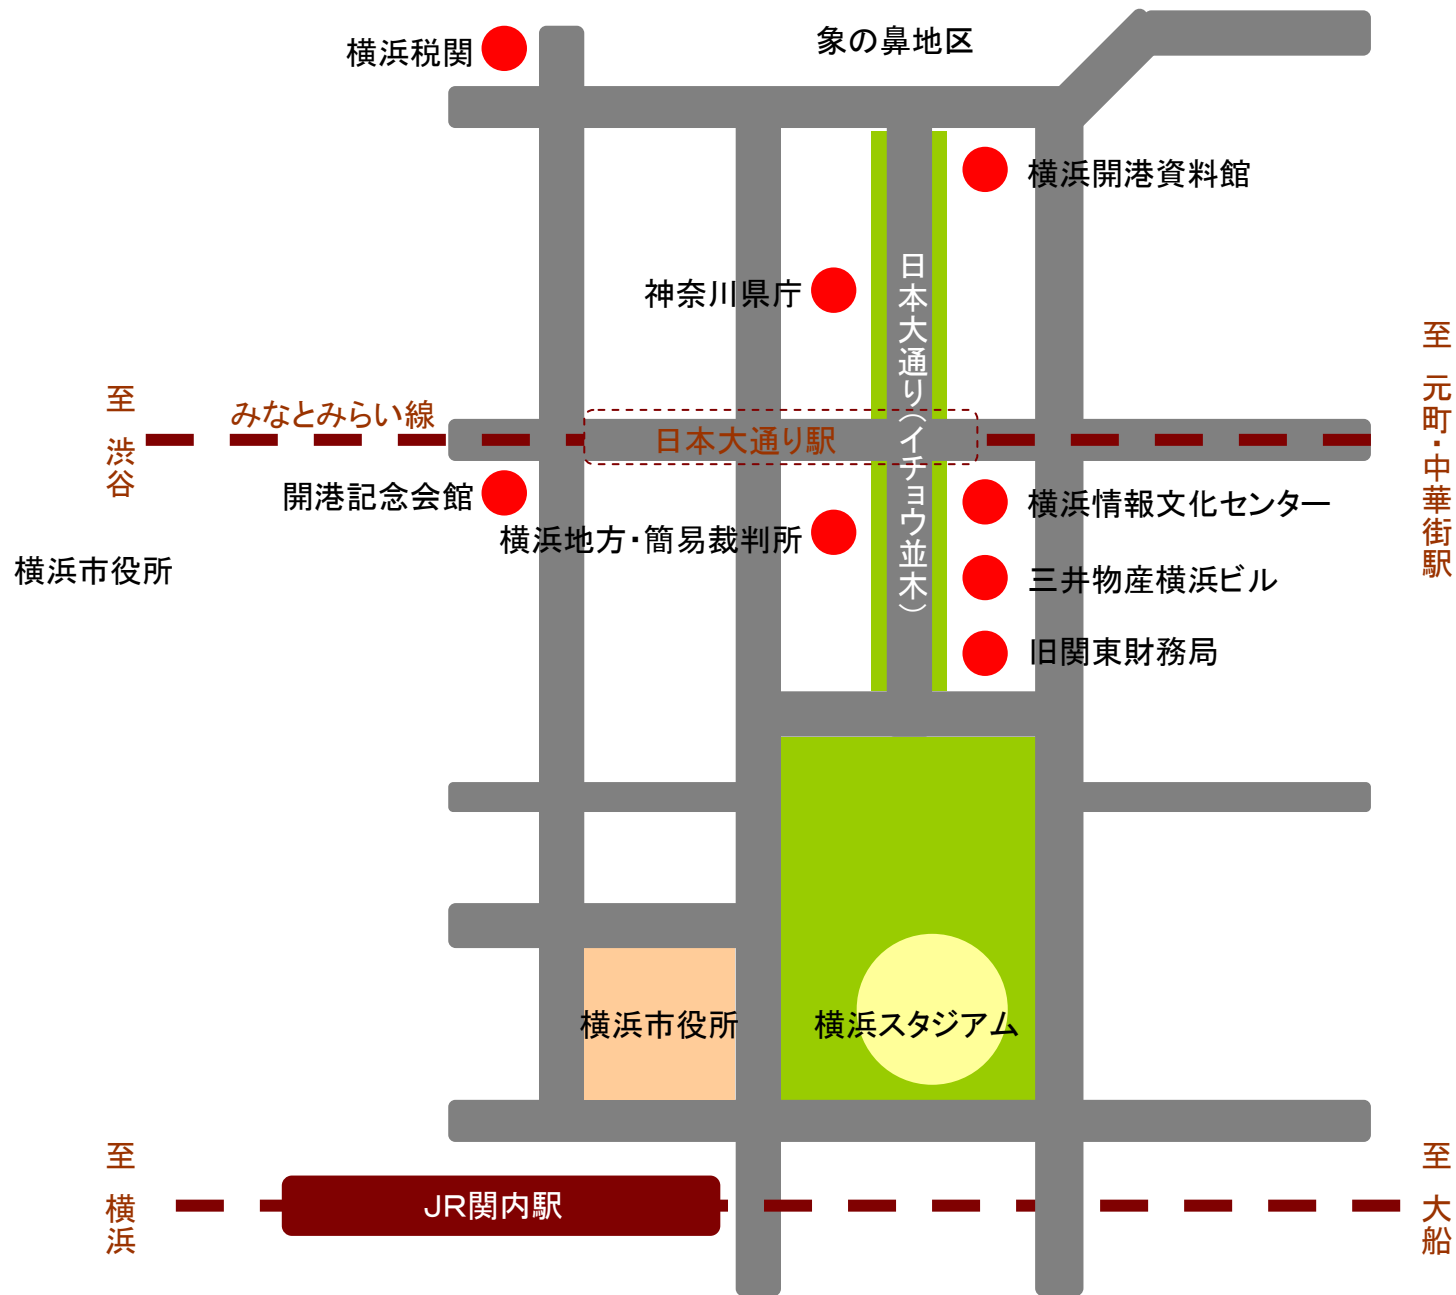 象の鼻地区
横浜税関
横浜開港資料館
神奈川県庁
日本大通り(イチョウ並木)
至 渋谷
みなとみらい線
日本大通り駅
至 元町・中華街駅
開港記念会館
横浜地方・簡易裁判所
横浜情報文化センター
横浜市役所
三井物産横浜ビル
旧関東財務局
横浜市役所
横浜スタジアム
至 横浜
JR関内駅
至 大船